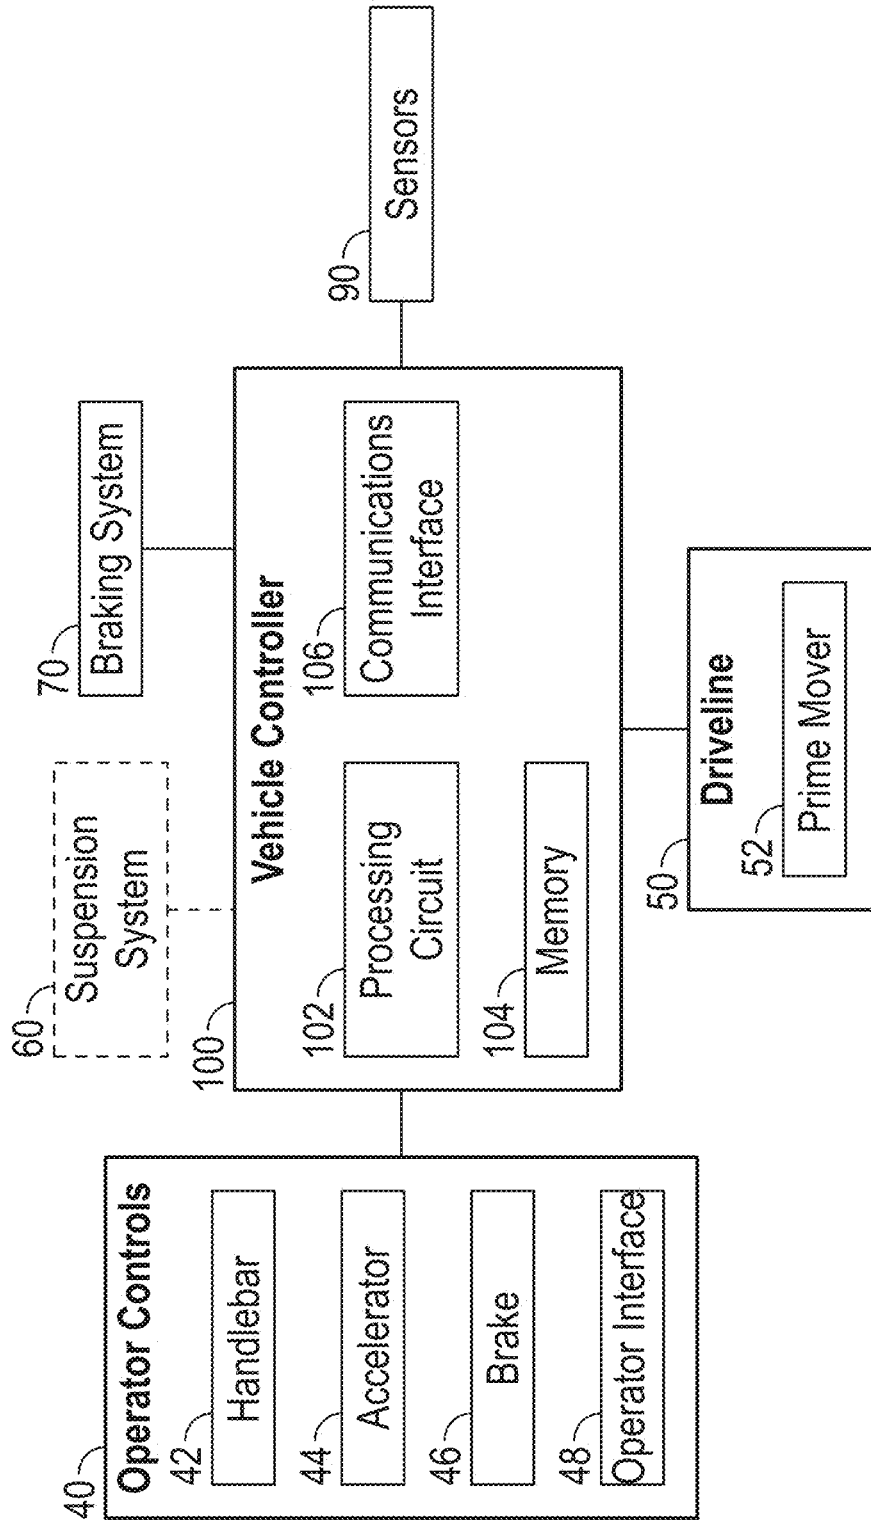 40
Operator Controls
42
Handlebar
44
Accelerator
46
Brake
48
Operator Interface
60
Suspension
System
70
Braking System
100
Vehicle Controller
102
Processing
Circuit
104
Memory
106
Communications
Interface
90
Sensors
50
Driveline
52
Prime Mover